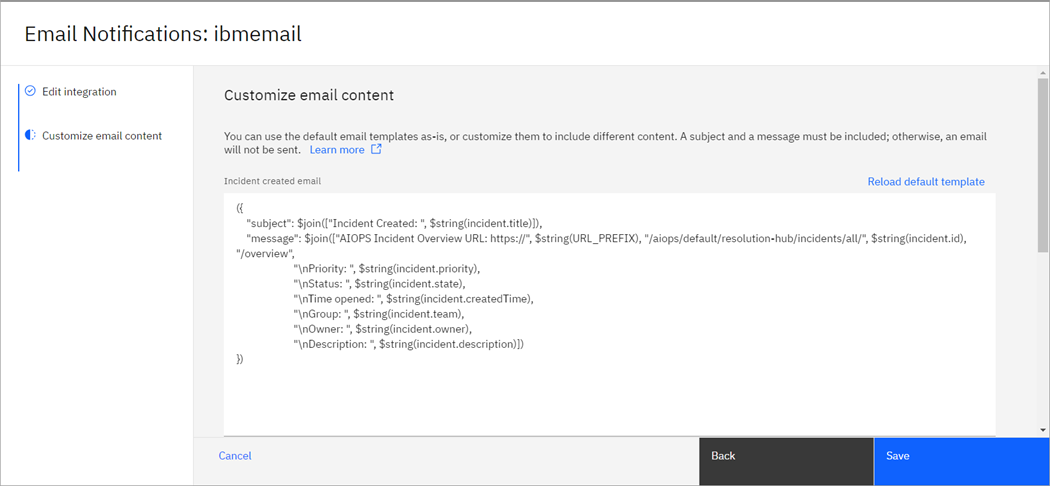 Email Notifications: ibmemail
Edit integration
Customize email content
Customize email content
You can use the default email templates as-is, or customize them to include different content. A subject and a message must be included; otherwise, an email
will not be sent. Learn more
Incident created email
Reload default template
({
"subject": $join(["Incident Created: ", $string(incident.title)]),
"message": $join(["AIOPS Incident Overview URL: https://", $string(URL_PREFIX), "/aiops/default/resolution-hub/incidents/all/", $string(incident.id),
"/overview",
"\nPriority: ", $string(incident.priority),
"\nStatus: ", $string(incident.state),
"\nTime opened: ", $string(incident.createdTime),
"\nGroup: ", $string(incident.team),
"\nOwner: ", $string(incident.owner),
"\nDescription: ", $string(incident.description)])
})
Cancel
Back
Save